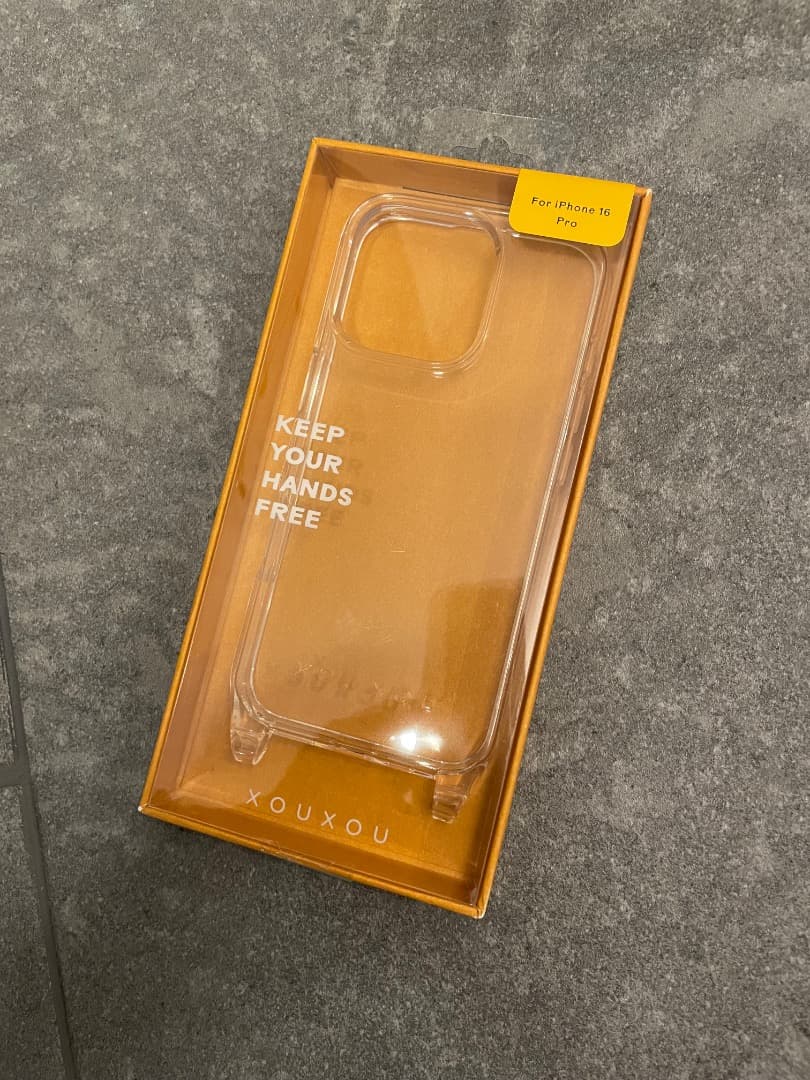 For iPhone 16
Pro
KEEP
YOUR
HANDS
FREE
XOUXOU